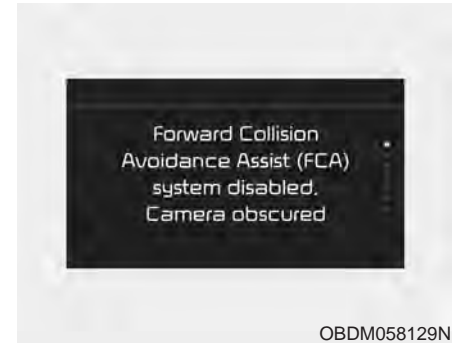 Forward Collision
Avoidance Assist (FCA)
system disabled.
Camera obscured
OBDM058129N